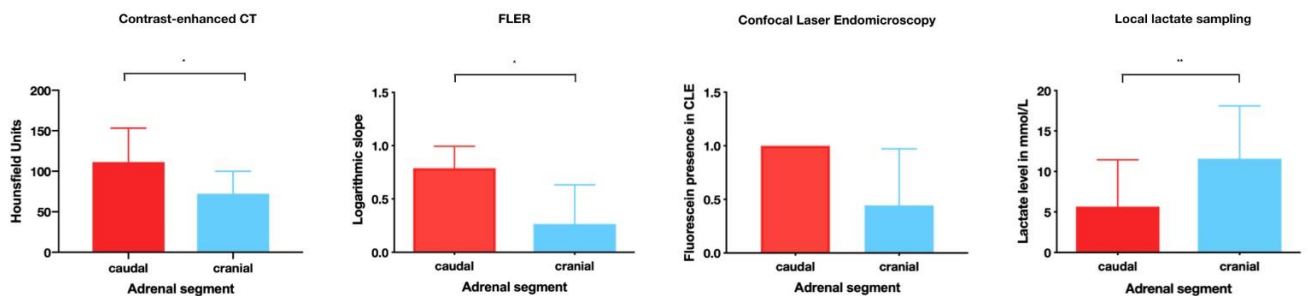 Contrast-enhanced CT
*
Hounsfield Units
200
150
100
50
0
caudal
cranial
Adrenal segment
FLER
*
Logarithmic slope
1.5
1.0
0.5
0.0
caudal
cranial
Adrenal segment
Confocal Laser Endomicroscopy
Fluorescein presence in CLE
1.5
1.0
0.5
0.0
caudal
cranial
Adrenal segment
Local lactate sampling
**
Lactate level in mmol/L
20
15
10
5
0
caudal
cranial
Adrenal segment